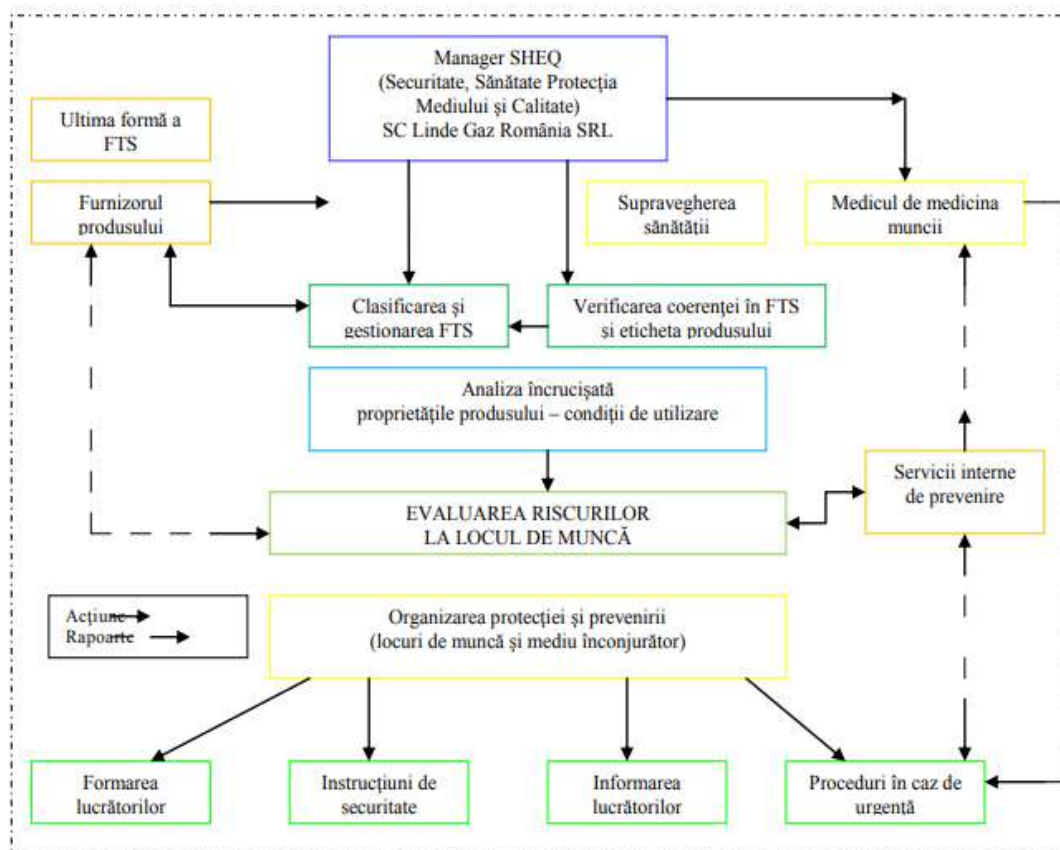 Manager SHEQ
(Securitate, Sănătate Protecția
Mediului și Calitate)
SC Linde Gaz România SRL
Ultima formă a
FTS
Furnizorul
produsului
Supravegherea
sănătății
Medicul de medicina
muncii
Clasificarea și
gestionarea FTS
Verificarea coerenței în FTS
și eticheta produsului
Analiza încrucișată
proprietățile produsului – condiții de utilizare
Servicii interne
de prevenire
EVALUAREA RISCURILOR
LA LOCUL DE MUNCĂ
Acțiune
Rapoarte
Organizarea protecției și prevenirii
(locuri de muncă și mediu înconjurător)
Formarea
lucrătorilor
Instrucțiuni de
securitate
Informarea
lucrătorilor
Proceduri în caz de
urgență